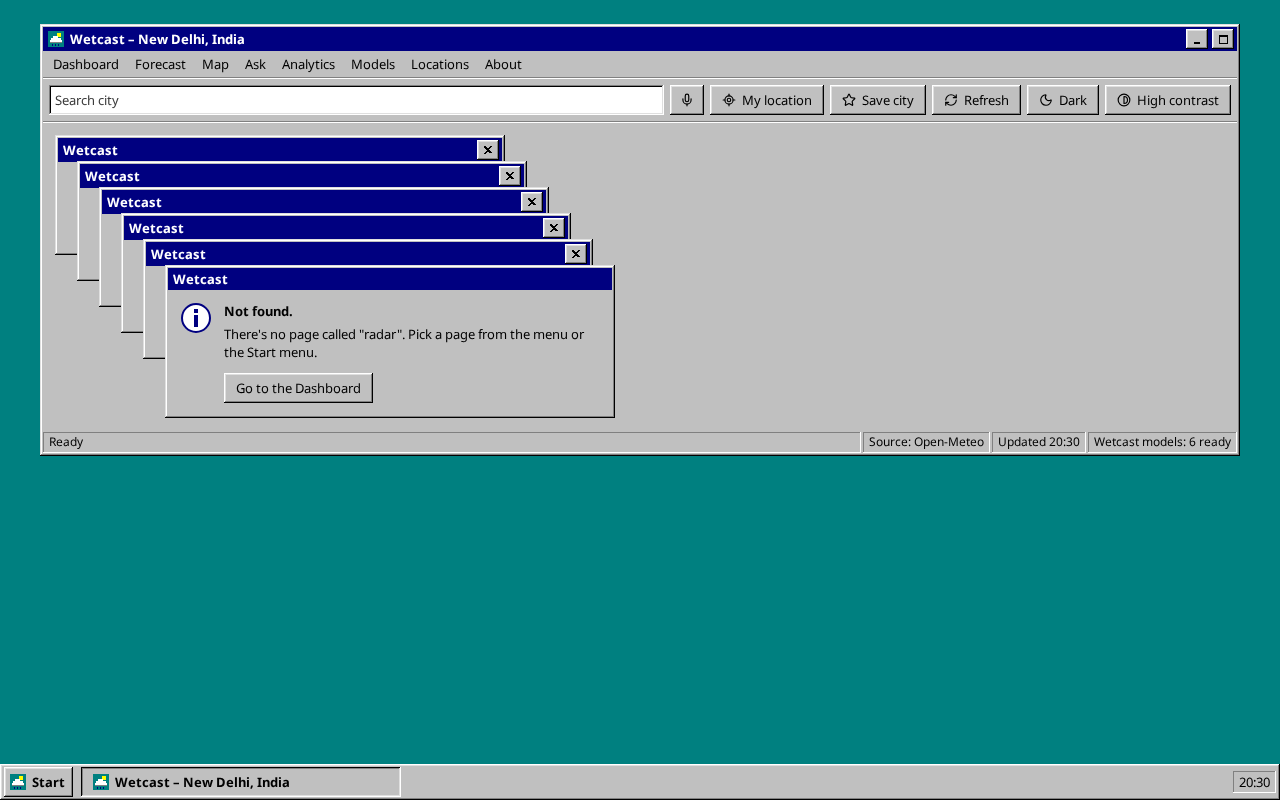 Wetcast – New Delhi, India
Dashboard Forecast Map Ask Analytics Models Locations About
Search city My location Save city Refresh Dark High contrast
Wetcast
Wetcast
Wetcast
Wetcast
Wetcast
Wetcast
Not found.
There's no page called "radar". Pick a page from the menu or
the Start menu.
Go to the Dashboard
Ready Source: Open-Meteo Updated 20:30 Wetcast models: 6 ready
Start Wetcast – New Delhi, India 20:30